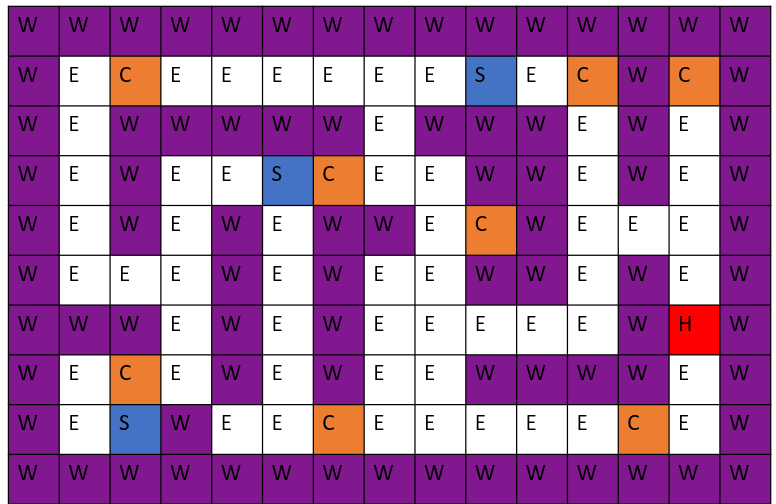 W W W W W W W W W W W W W W W
W E C E E E E E E S E C W C W
W E W W W W W E W W W E W E W
W E W E E S C E E W W E W E W
W E W E W E W W E C W E E E W
W E E E W E W E E W W E W E W
W W W E W E W E E E E E W H W
W E C E W E W E E W W W W E W
W E S W E E C E E E E E C E W
W W W W W W W W W W W W W W W